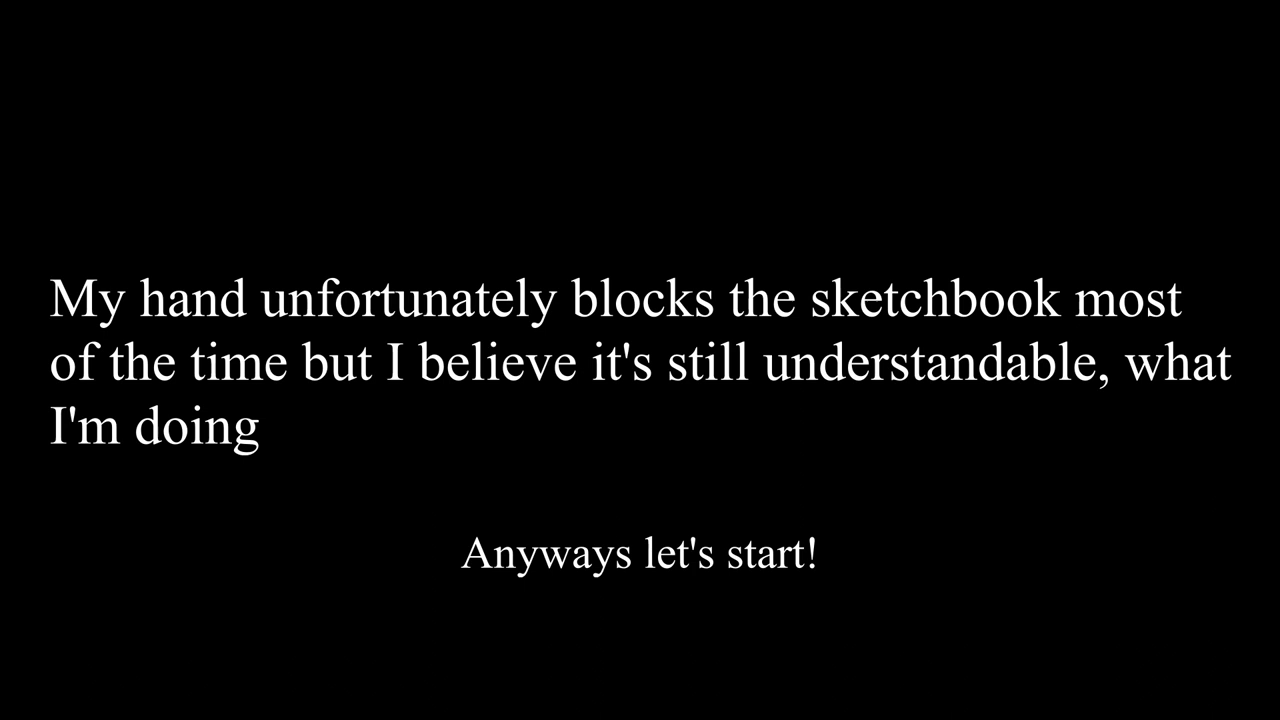 My hand unfortunately blocks the sketchbook most
of the time but I believe it's still understandable, what
I'm doing
Anyways let's start!